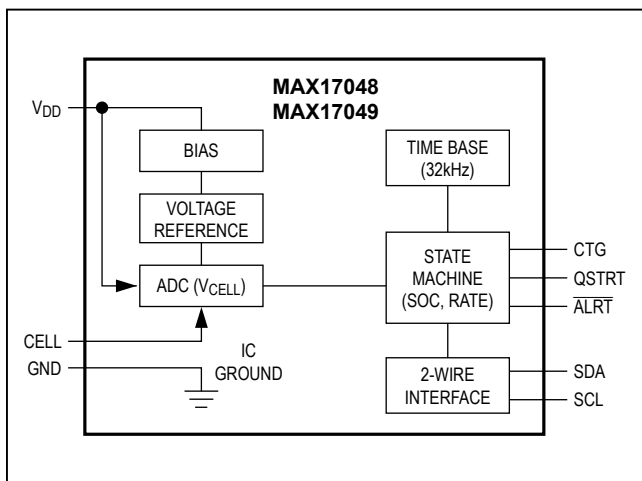 MAX17048
MAX17049
VDD
BIAS
TIME BASE
(32kHz)
VOLTAGE
REFERENCE
ADC (VCELL)
STATE
MACHINE
(SOC, RATE)
CTG
QSTRT
ALRT
CELL
GND
IC
GROUND
2-WIRE
INTERFACE
SDA
SCL